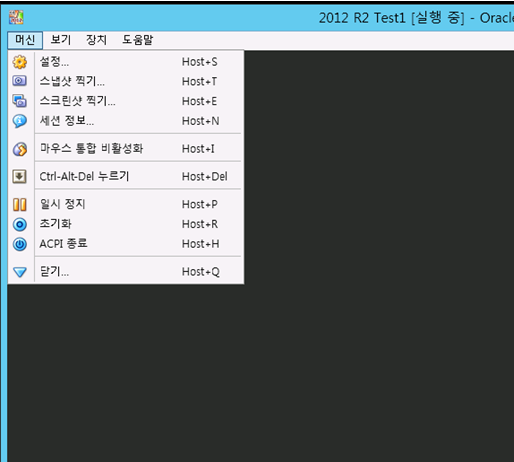 2012 R2 Test1 [실행 중] - Oracle
머신 보기 장치 도움말
설정... Host+S
스냅샷 찍기... Host+T
스크린샷 찍기... Host+E
세션 정보... Host+N
마우스 통합 비활성화 Host+I
Ctrl-Alt-Del 누르기 Host+Del
일시 정지 Host+P
초기화 Host+R
ACPI 종료 Host+H
닫기... Host+Q